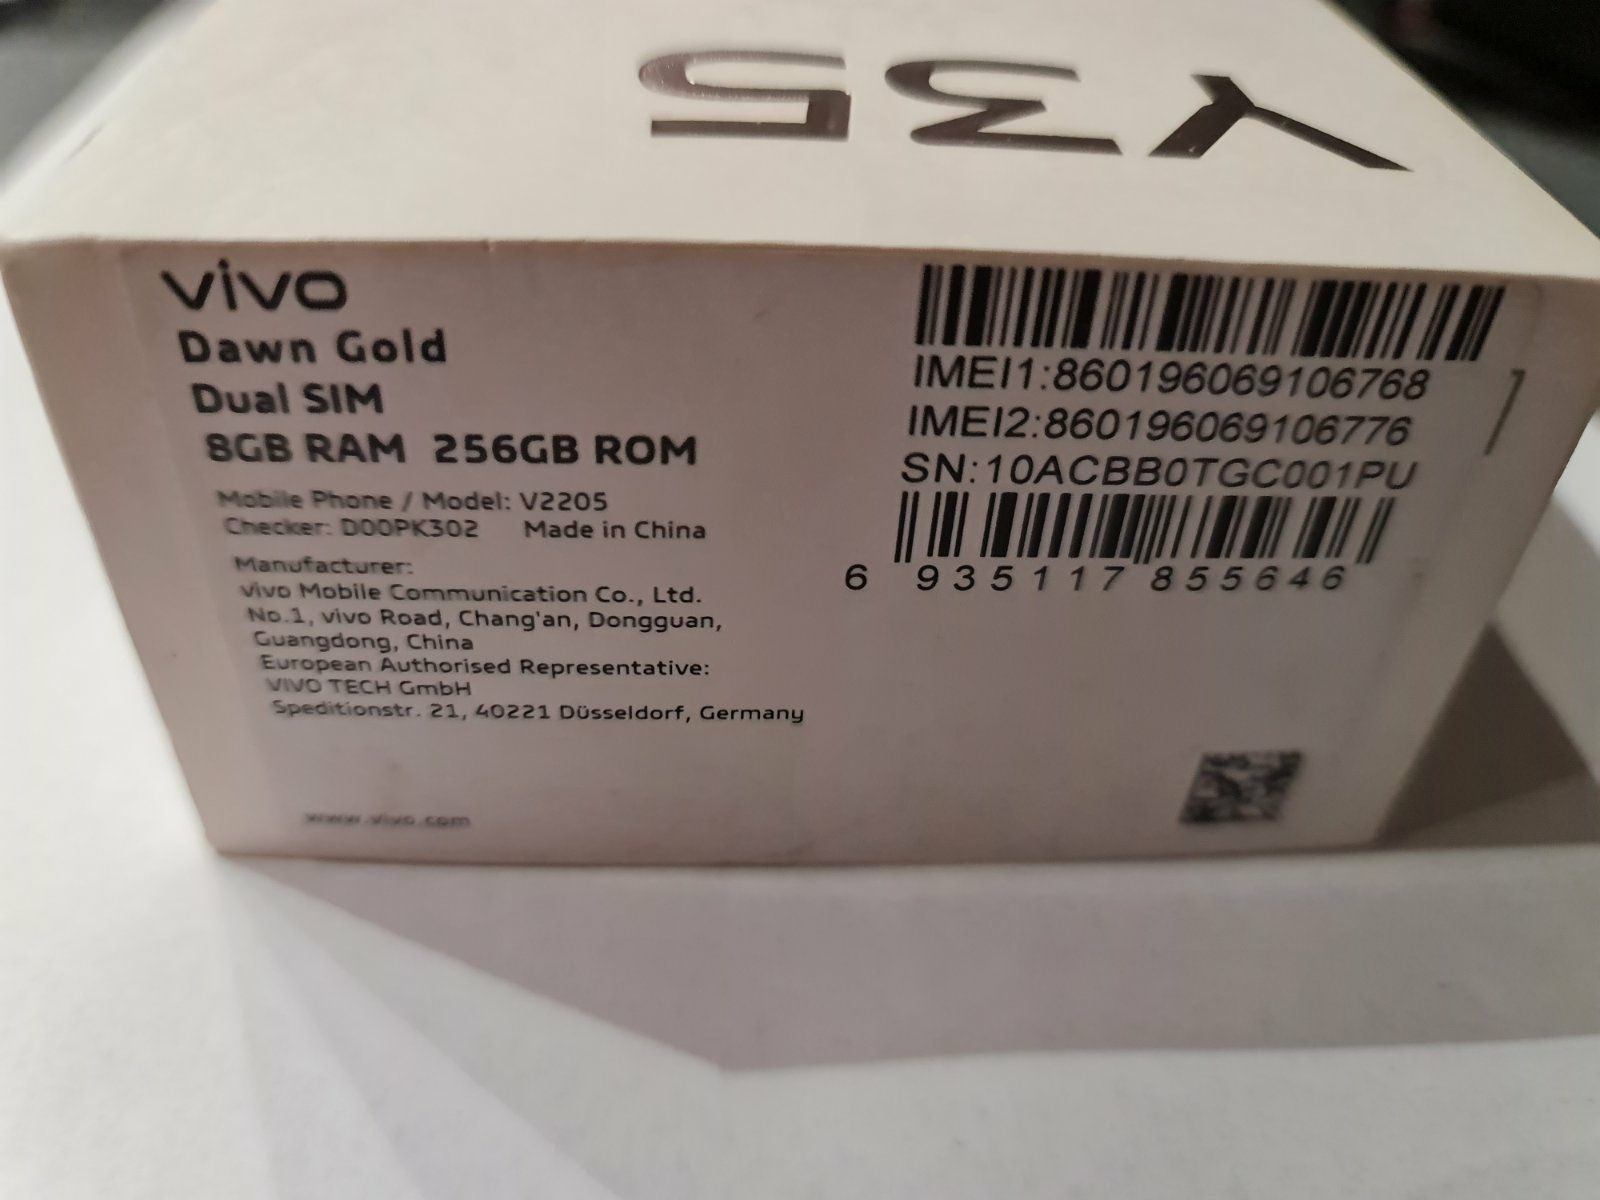 Y35
vivo
Dawn Gold
Dual SIM
8GB RAM 256GB ROM
Mobile Phone / Model: V2205
Checker: D00PK302 Made in China
Manufacturer:
vivo Mobile Communication Co., Ltd.
No.1, vivo Road, Chang'an, Dongguan,
Guangdong, China
European Authorised Representative:
VIVO TECH GmbH
Speditionstr. 21, 40221 Düsseldorf, Germany
www.vivo.com
IMEI1:860196069106768
IMEI2:860196069106776
SN:10ACBB0TGC001PU
6 935117 855646